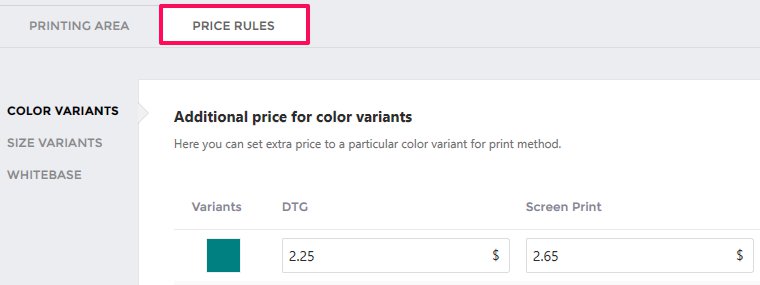 PRINTING AREA
PRICE RULES
COLOR VARIANTS
SIZE VARIANTS
WHITEBASE
Additional price for color variants
Here you can set extra price to a particular color variant for print method.
Variants DTG Screen Print
2.25 $ 2.65 $